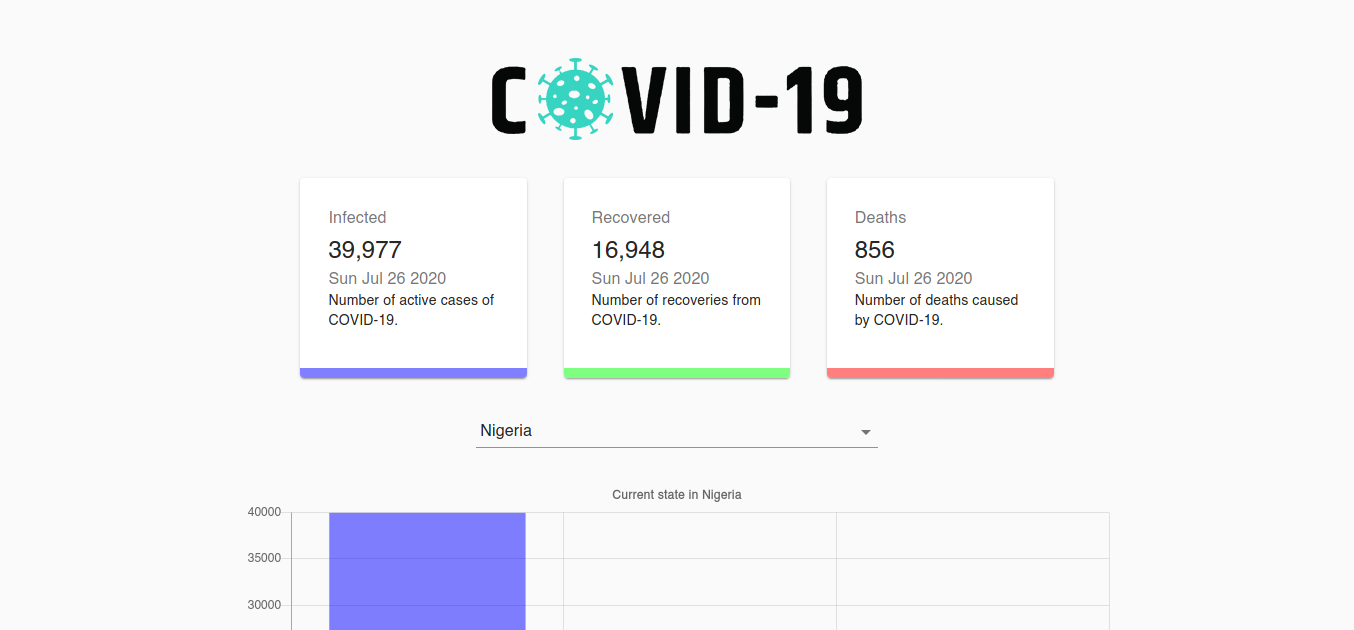 COVID-19
Infected
39,977
Sun Jul 26 2020
Number of active cases of
COVID-19.
Recovered
16,948
Sun Jul 26 2020
Number of recoveries from
COVID-19.
Deaths
856
Sun Jul 26 2020
Number of deaths caused
by COVID-19.
Nigeria
Current state in Nigeria
40000
35000
30000